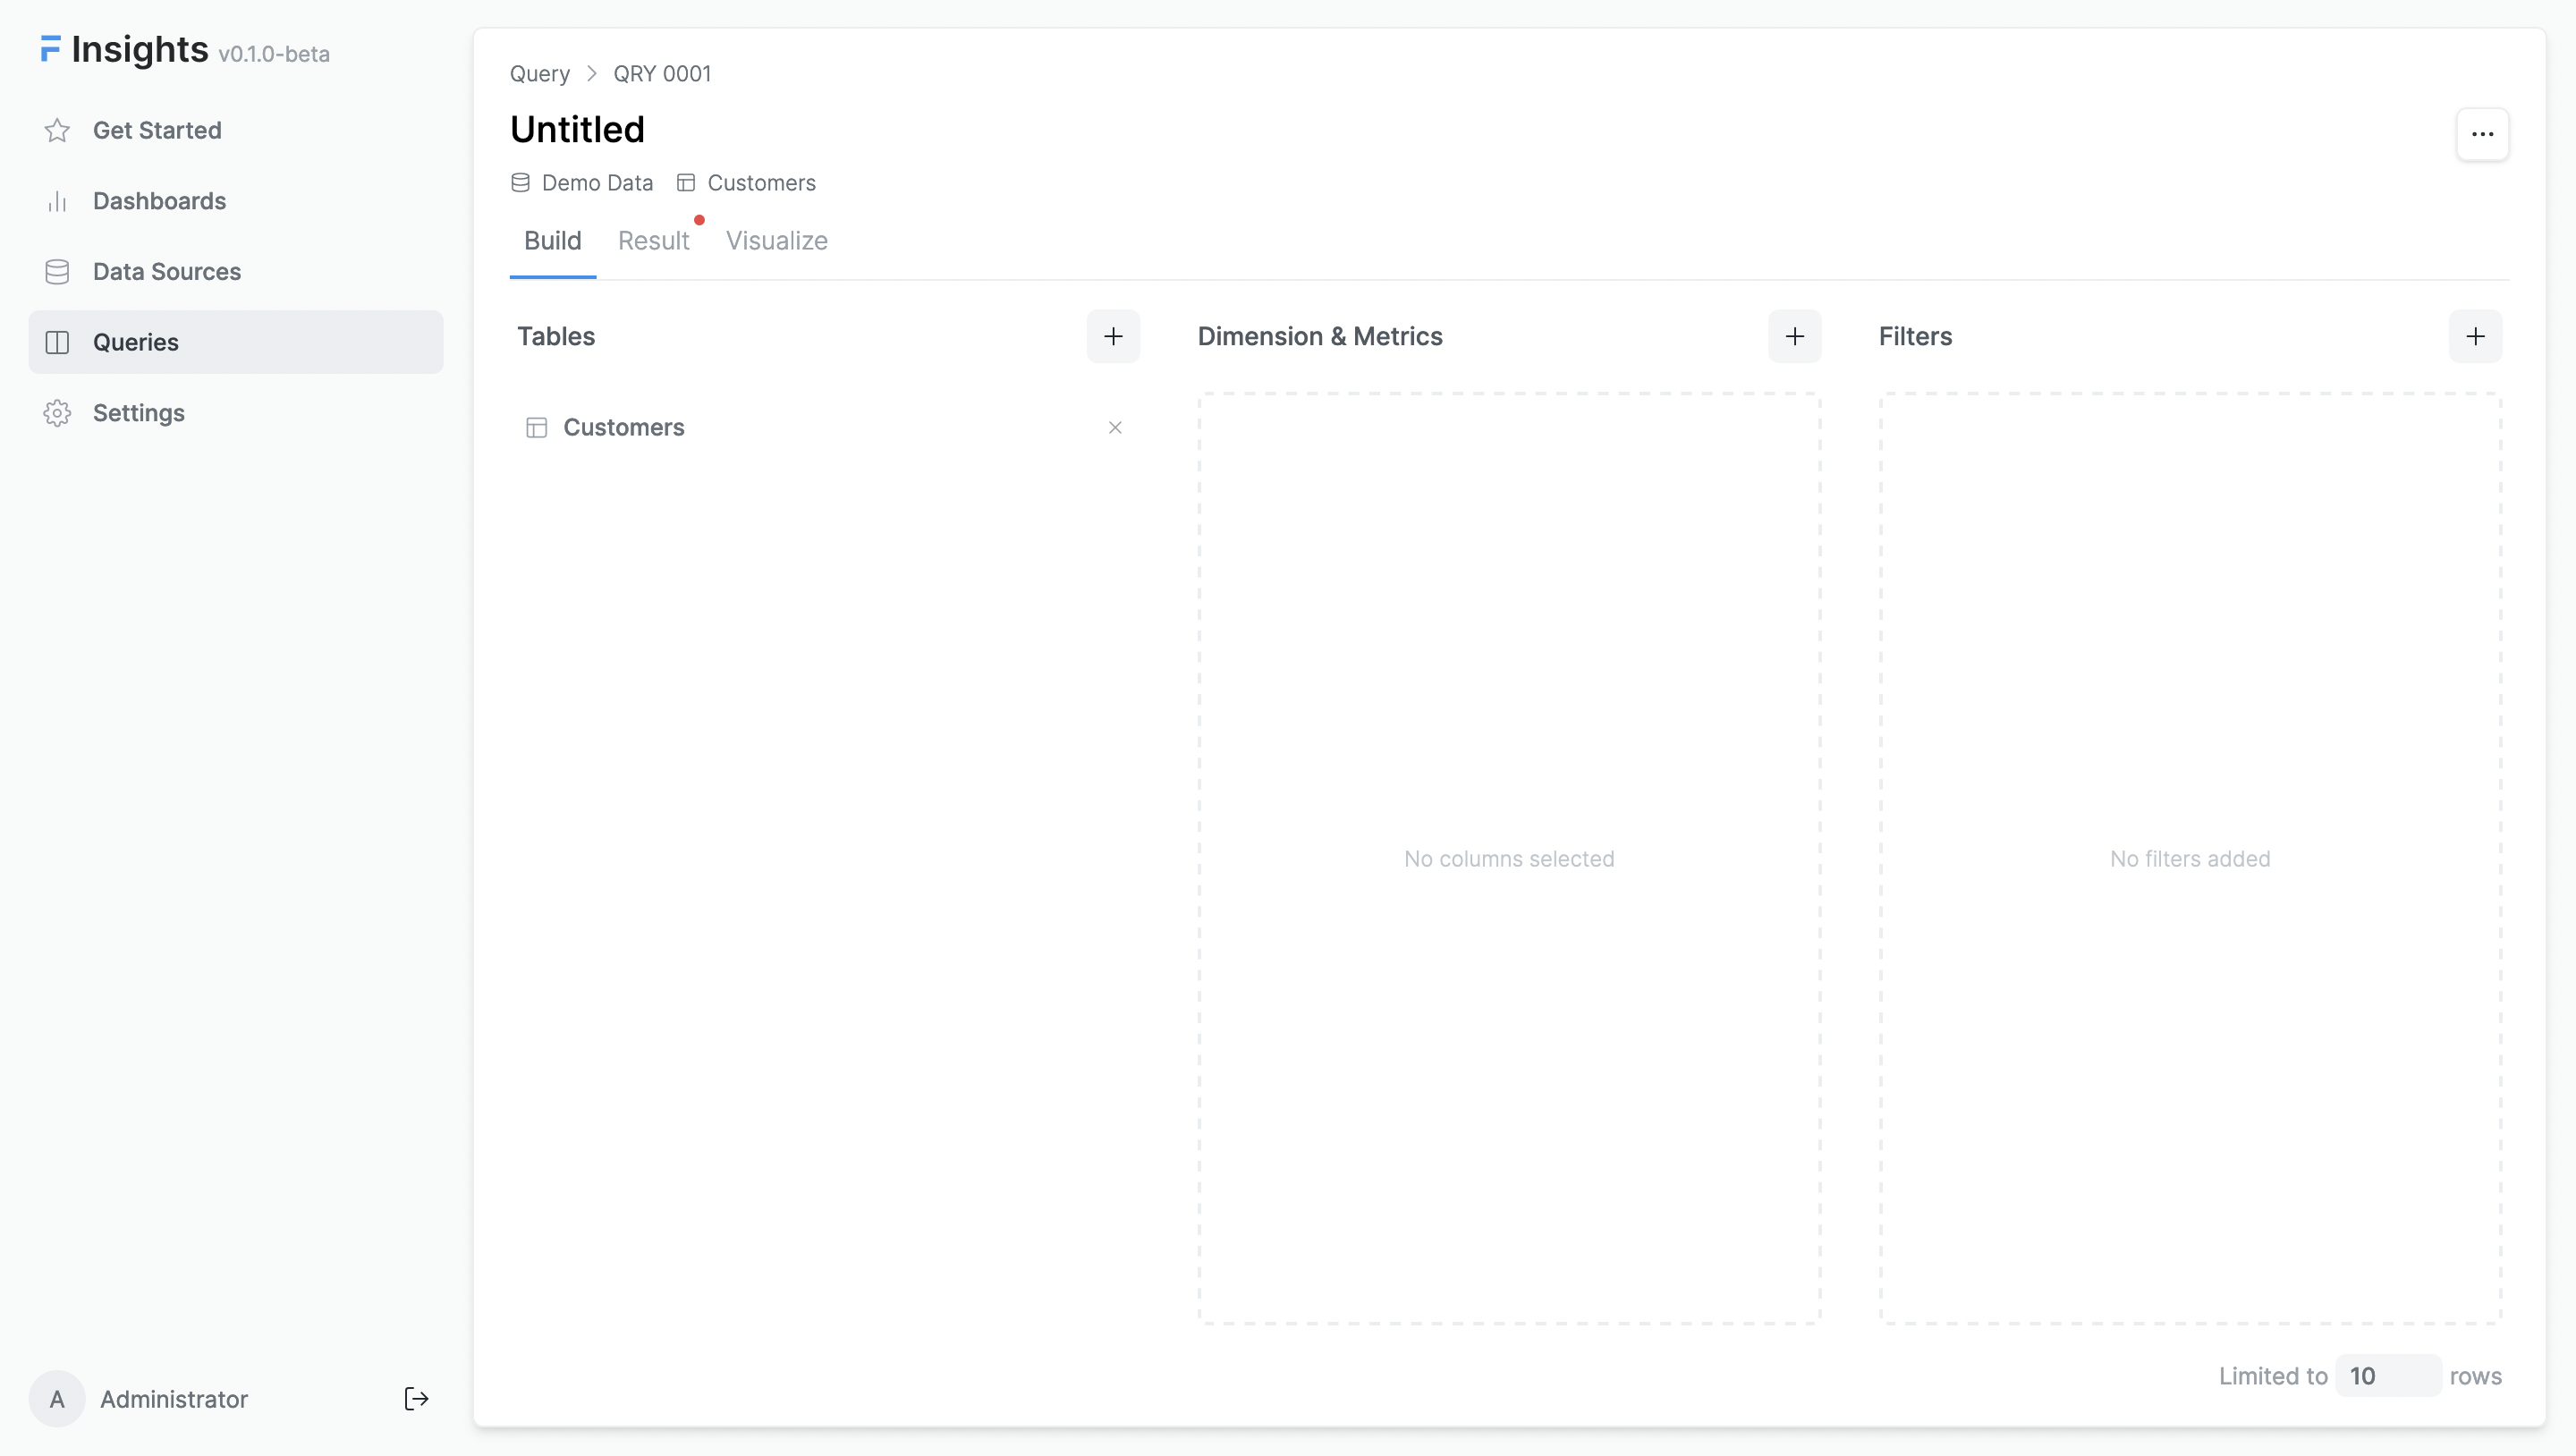 Insights v0.1.0-beta
Get Started
Dashboards
Data Sources
Queries
Settings
A Administrator
Query > QRY 0001
Untitled
Demo Data Customers
Build Result Visualize
Tables
Customers
Dimension & Metrics
No columns selected
Filters
No filters added
Limited to 10 rows